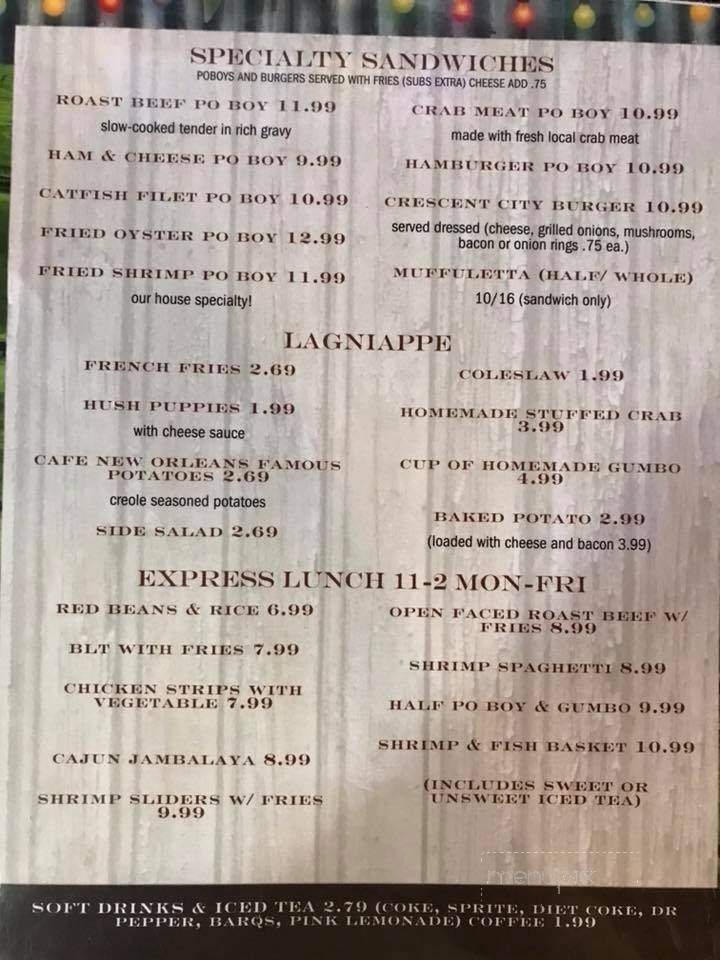 SPECIALTY SANDWICHES
POBOYS AND BURGERS SERVED WITH FRIES (SUBS EXTRA) CHEESE ADD .75
ROAST BEEF PO BOY 11.99
slow-cooked tender in rich gravy
HAM & CHEESE PO BOY 9.99
CATFISH FILET PO BOY 10.99
FRIED OYSTER PO BOY 12.99
FRIED SHRIMP PO BOY 11.99
our house specialty!
CRAB MEAT PO BOY 10.99
made with fresh local crab meat
HAMBURGER PO BOY 10.99
CRESCENT CITY BURGER 10.99
served dressed (cheese, grilled onions, mushrooms,
bacon or onion rings .75 ea.)
MUFFULETTA (HALF/ WHOLE)
10/16 (sandwich only)
LAGNIAPPE
FRENCH FRIES 2.69
HUSH PUPPIES 1.99
with cheese sauce
CAFE NEW ORLEANS FAMOUS
POTATOES 2.69
creole seasoned potatoes
SIDE SALAD 2.69
COLESLAW 1.99
HOMEMADE STUFFED CRAB
3.99
CUP OF HOMEMADE GUMBO
4.99
BAKED POTATO 2.99
(loaded with cheese and bacon 3.99)
EXPRESS LUNCH 11-2 MON-FRI
RED BEANS & RICE 6.99
BLT WITH FRIES 7.99
CHICKEN STRIPS WITH
VEGETABLE 7.99
CAJUN JAMBALAYA 8.99
SHRIMP SLIDERS W/ FRIES
9.99
OPEN FACED ROAST BEEF W/
FRIES 8.99
SHRIMP SPAGHETTI 8.99
HALF PO BOY & GUMBO 9.99
SHRIMP & FISH BASKET 10.99
(INCLUDES SWEET OR
UNSWEET ICED TEA)
SOFT DRINKS & ICED TEA 2.79 (COKE, SPRITE, DIET COKE, DR
PEPPER, BARQS, PINK LEMONADE) COFFEE 1.99